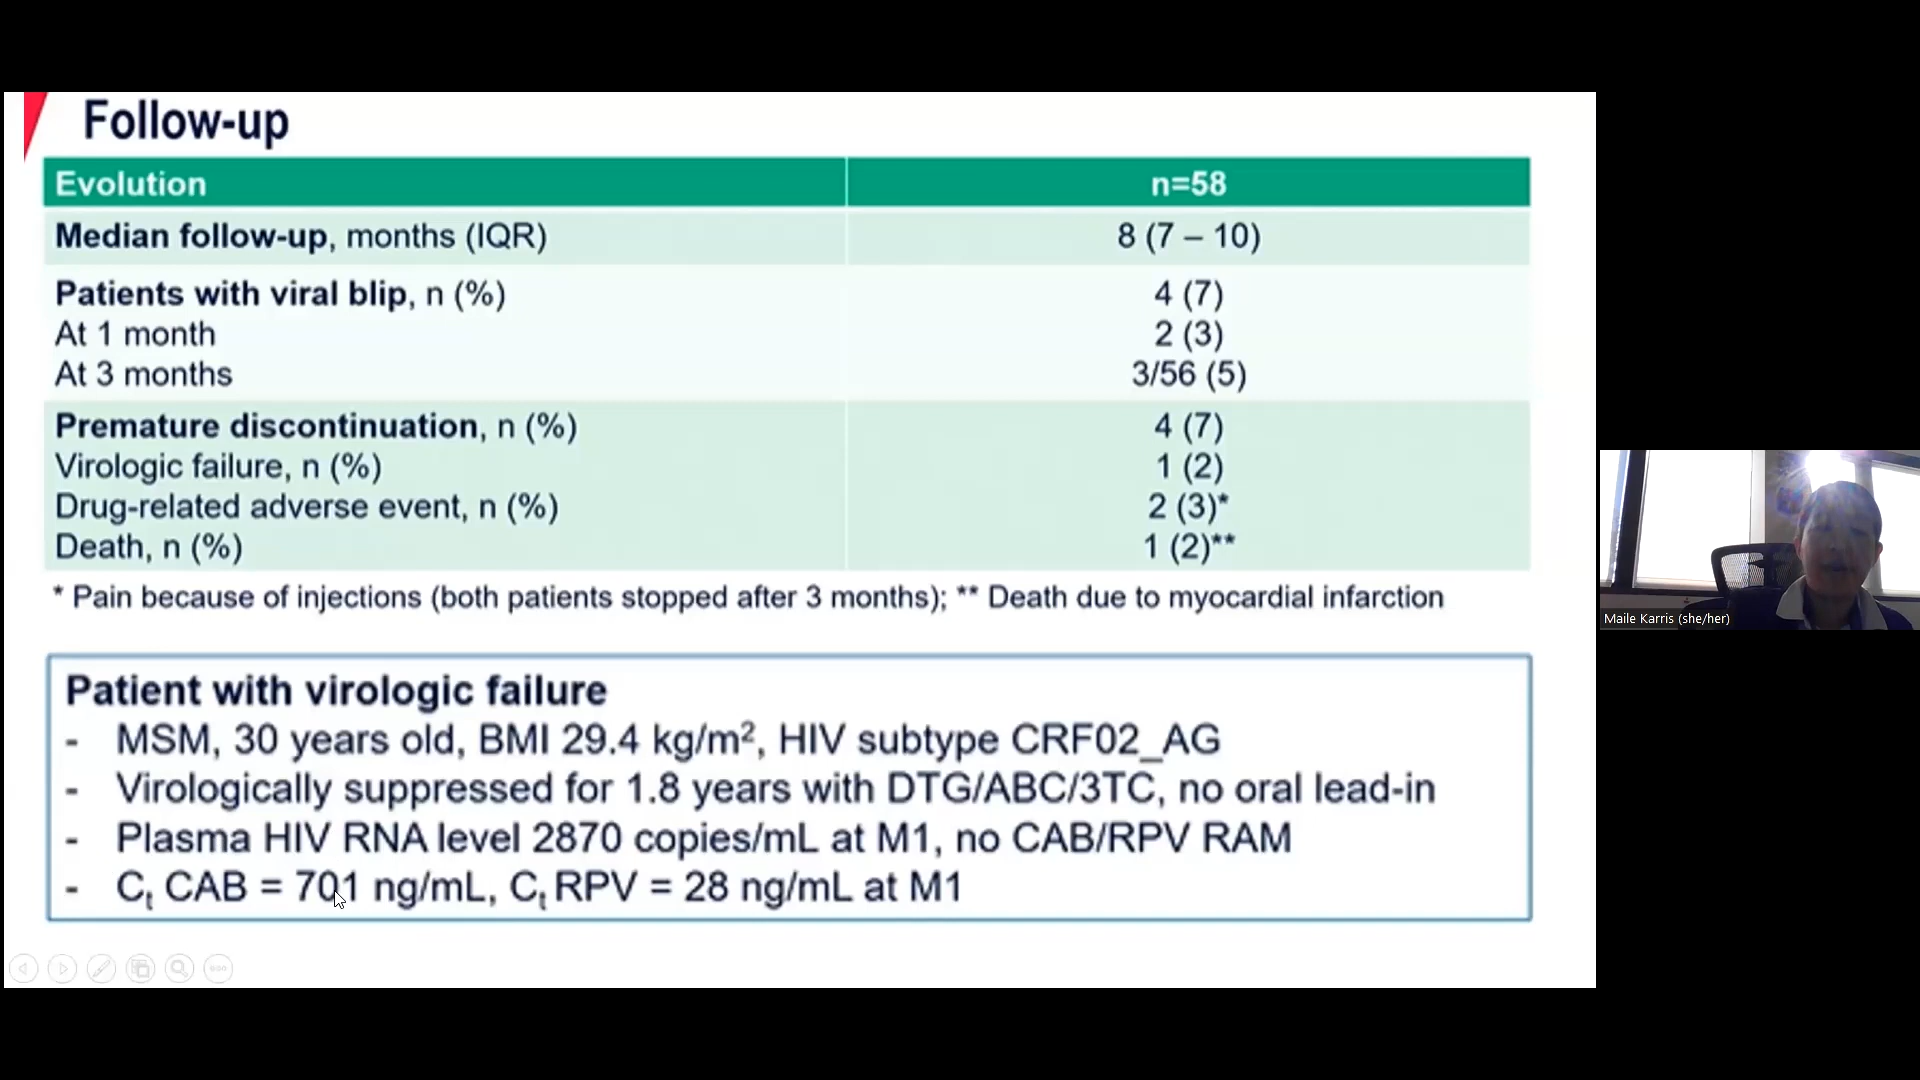 Follow-up
Evolution n=58
Median follow-up, months (IQR) 8 (7 – 10)
Patients with viral blip, n (%) 4 (7)
At 1 month 2 (3)
At 3 months 3/56 (5)
Premature discontinuation, n (%) 4 (7)
Virologic failure, n (%) 1 (2)
Drug-related adverse event, n (%) 2 (3)*
Death, n (%) 1 (2)**
* Pain because of injections (both patients stopped after 3 months); ** Death due to myocardial infarction
Patient with virologic failure
- MSM, 30 years old, BMI 29.4 kg/m², HIV subtype CRF02_AG
- Virologically suppressed for 1.8 years with DTG/ABC/3TC, no oral lead-in
- Plasma HIV RNA level 2870 copies/mL at M1, no CAB/RPV RAM
- Cₜ CAB = 701 ng/mL, Cₜ RPV = 28 ng/mL at M1
Maile Karris (she/her)